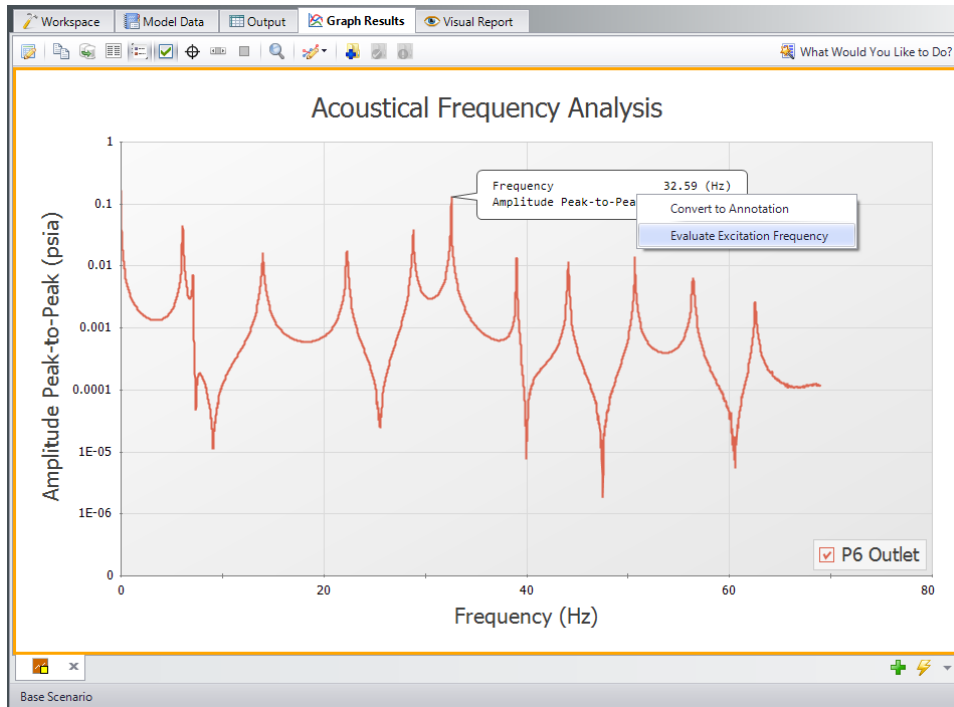 Workspace Model Data Output Graph Results Visual Report
What Would You Like to Do?
Acoustical Frequency Analysis
1
0.1
0.01
0.001
0.0001
1E-05
1E-06
0
Amplitude Peak-to-Peak (psia)
Frequency 32.59 (Hz)
Amplitude Peak-to-Pea
Convert to Annotation
Evaluate Excitation Frequency
P6 Outlet
0 20 40 60 80
Frequency (Hz)
Base Scenario